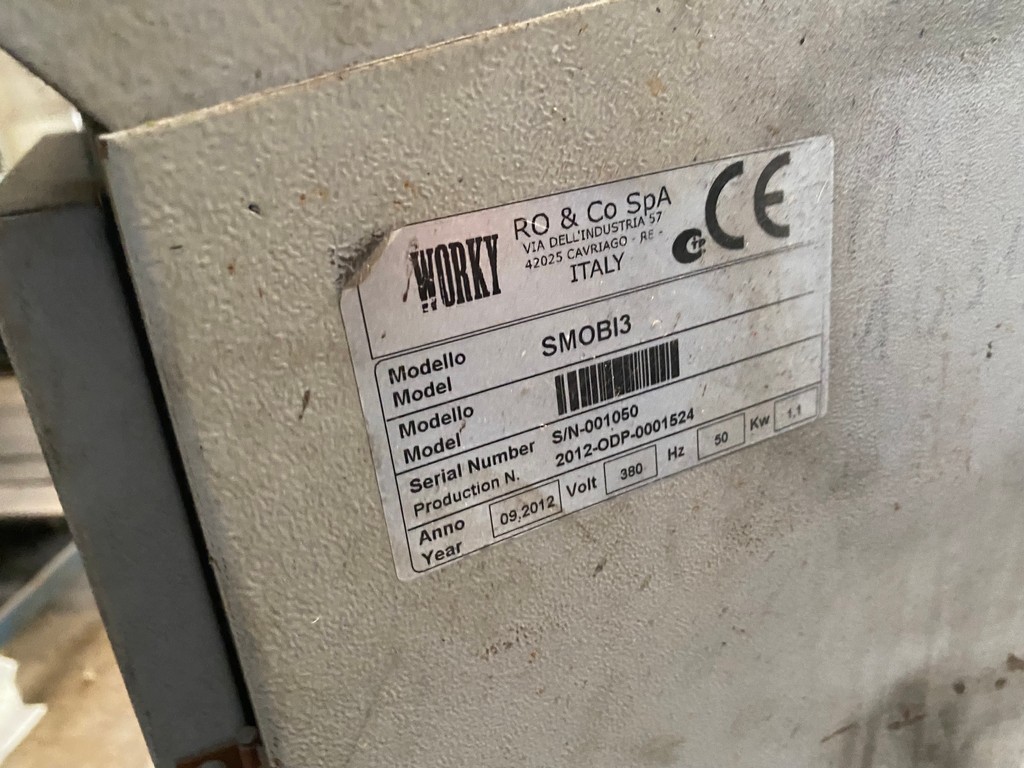 WORKY
RO & Co SpA
VIA DELL'INDUSTRIA 57
42025 CAVRIAGO - RE -
ITALY
CE
Modello
Model
SMOBI3
Modello
Model
Serial Number S/N-001050
Production N. 2012-ODP-0001524
Anno
Year
09,2012 Volt 380 Hz 50 Kw 1.1